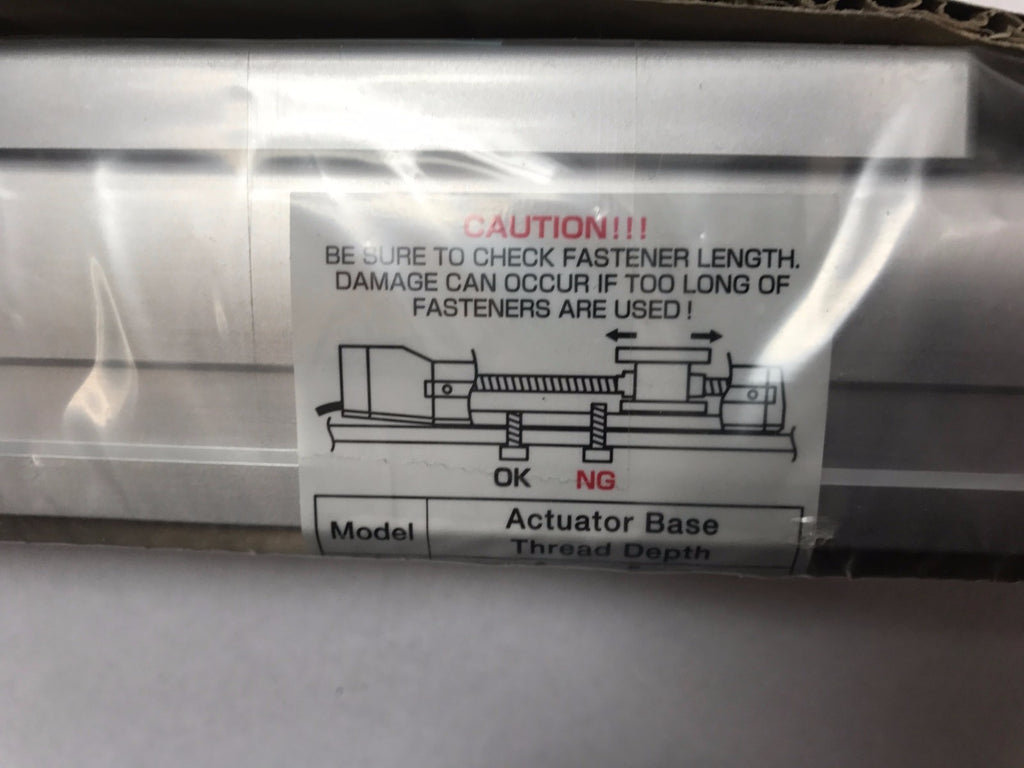 CAUTION!!!
BE SURE TO CHECK FASTENER LENGTH.
DAMAGE CAN OCCUR IF TOO LONG OF
FASTENERS ARE USED!
OK NG
Model
Actuator Base
Thread Depth